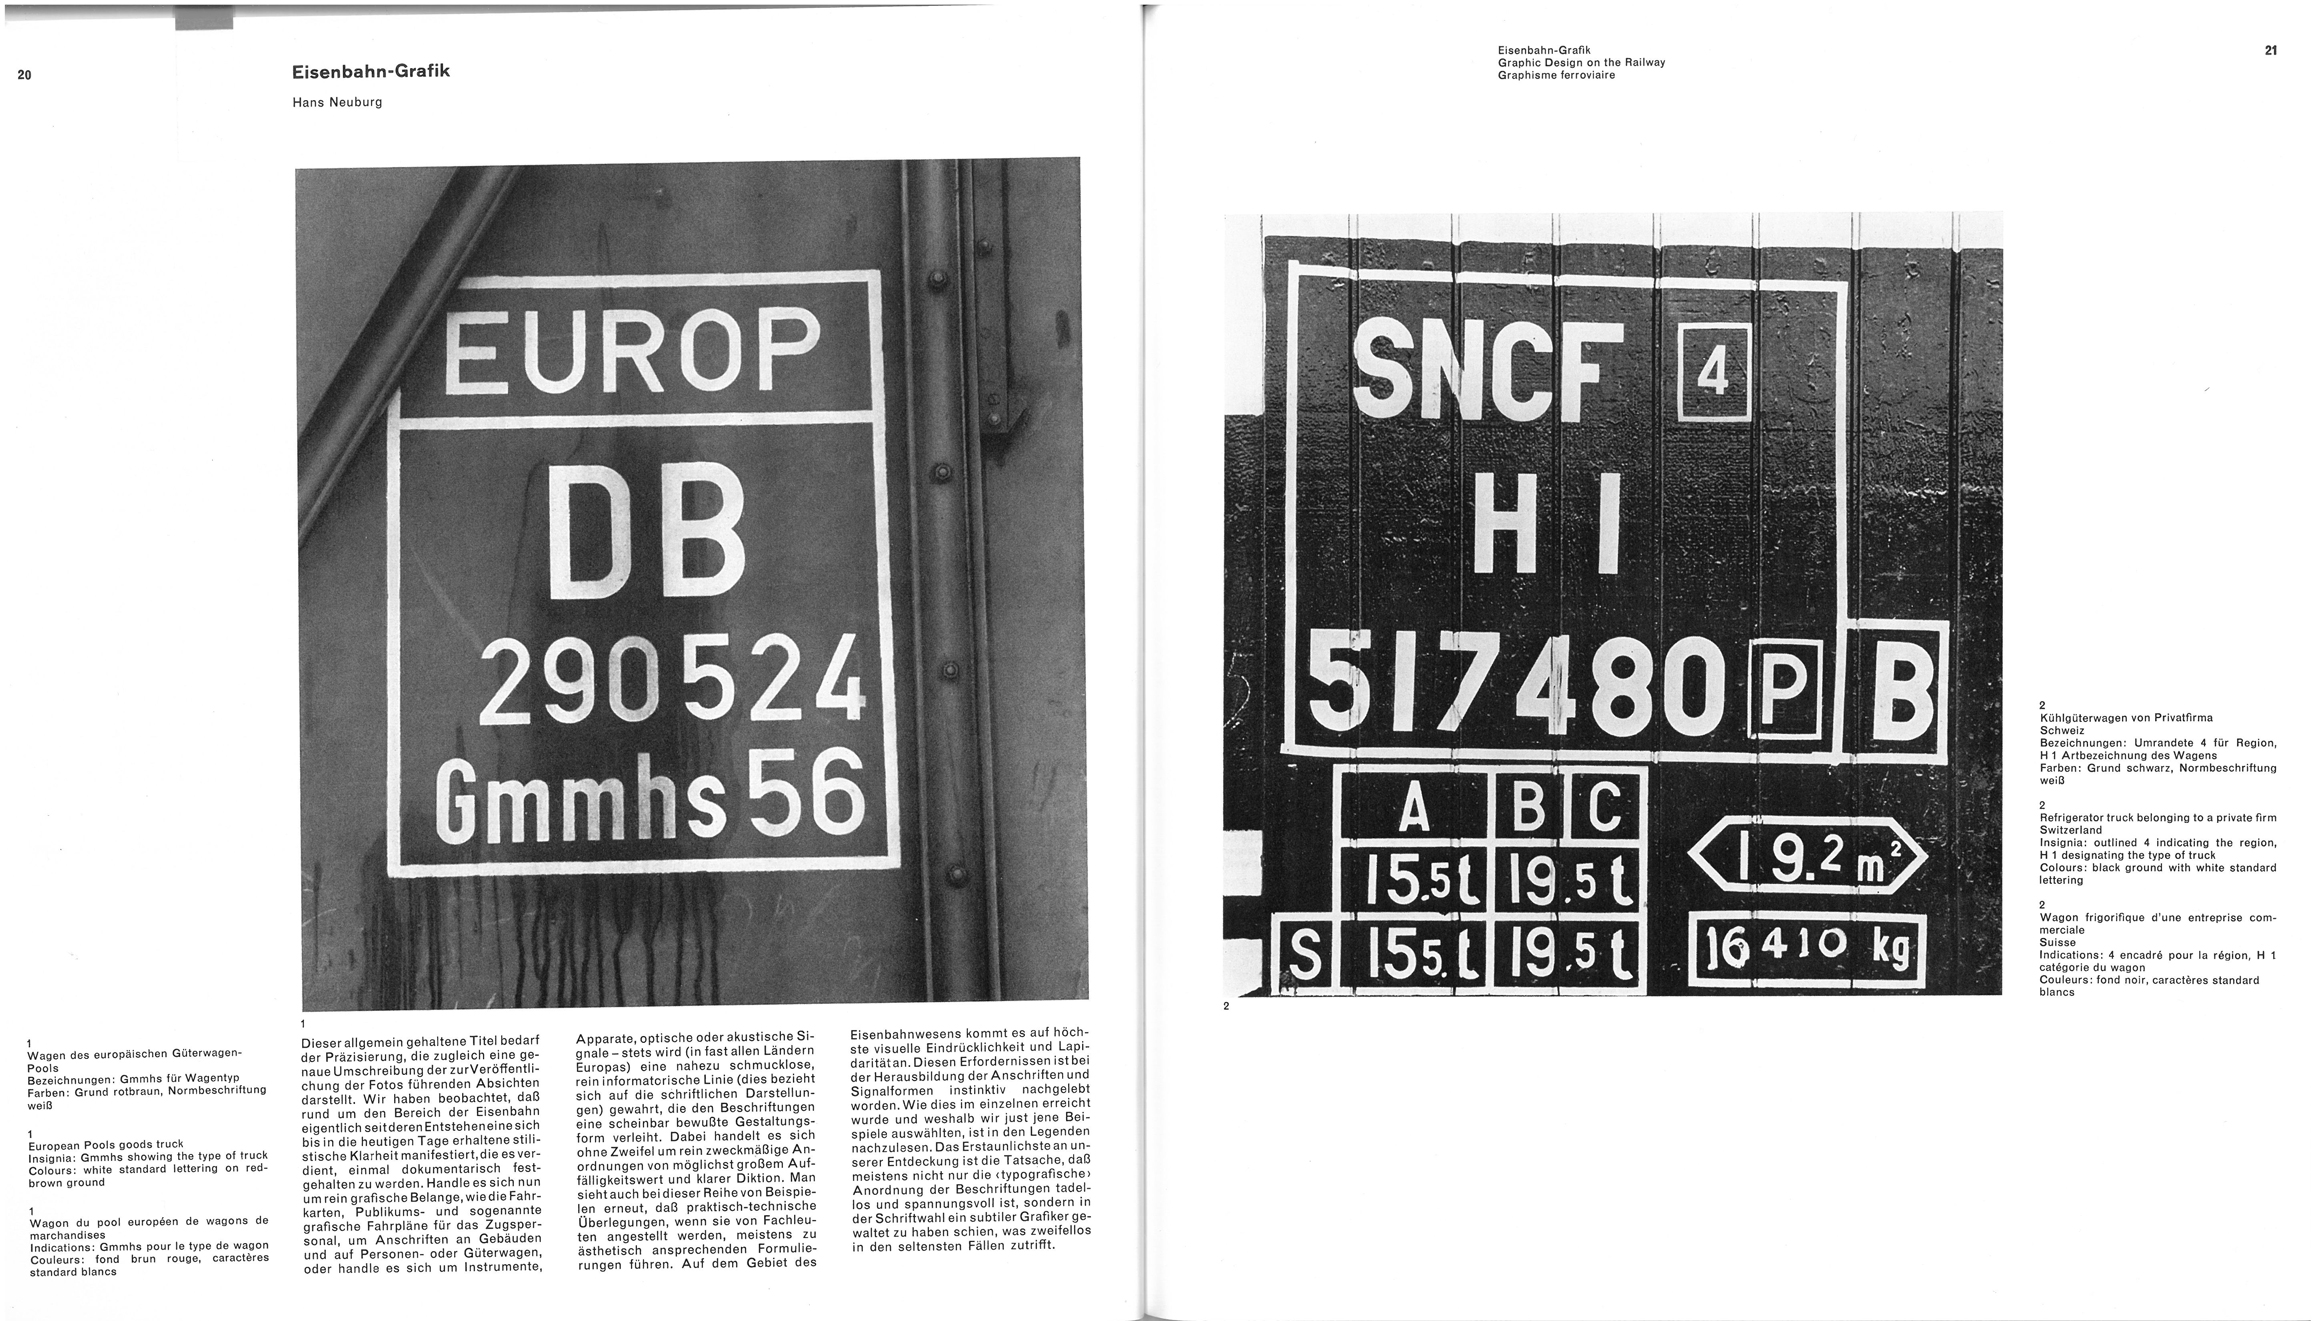 20
Eisenbahn-Grafik
Hans Neuburg
EUROP
DB
290524
Gmmhs 56
1
Wagen des europäischen Güterwagen-
Pools
Bezeichnungen: Gmmhs für Wagentyp
Farben: Grund rotbraun, Normbeschriftung
weiß
1
European Pools goods truck
Insignia: Gmmhs showing the type of truck
Colours: white standard lettering on red-
brown ground
1
Wagon du pool européen de wagons de
marchandises
Indications: Gmmhs pour le type de wagon
Couleurs: fond brun rouge, caractères
standard blancs
1
Dieser allgemein gehaltene Titel bedarf
der Präzisierung, die zugleich eine ge-
naue Umschreibung der zur Veröffentli-
chung der Fotos führenden Absichten
darstellt. Wir haben beobachtet, daß
rund um den Bereich der Eisenbahn
eigentlich seit deren Entstehen eine sich
bis in die heutigen Tage erhaltene stili-
stische Klarheit manifestiert, die es ver-
dient, einmal dokumentarisch fest-
gehalten zu werden. Handle es sich nun
um rein grafische Belange, wie die Fahr-
karten, Publikums- und sogenannte
grafische Fahrpläne für das Zugsper-
sonal, um Anschriften an Gebäuden
und auf Personen- oder Güterwagen,
oder handle es sich um Instrumente,
Apparate, optische oder akustische Si-
gnale – stets wird (in fast allen Ländern
Europas) eine nahezu schmucklose,
rein informatorische Linie (dies bezieht
sich auf die schriftlichen Darstellun-
gen) gewahrt, die den Beschriftungen
eine scheinbar bewußte Gestaltungs-
form verleiht. Dabei handelt es sich
ohne Zweifel um rein zweckmäßige An-
ordnungen von möglichst großem Auf-
fälligkeitswert und klarer Diktion. Man
sieht auch bei dieser Reihe von Beispie-
len erneut, daß praktisch-technische
Überlegungen, wenn sie von Fachleu-
ten angestellt werden, meistens zu
ästhetisch ansprechenden Formulie-
rungen führen. Auf dem Gebiet des
Eisenbahnwesens kommt es auf höch-
ste visuelle Eindrücklichkeit und Lapi-
darität an. Diesen Erfordernissen ist bei
der Herausbildung der Anschriften und
Signalformen instinktiv nachgelebt
worden. Wie dies im einzelnen erreicht
wurde und weshalb wir just jene Bei-
spiele auswählten, ist in den Legenden
nachzulesen. Das Erstaunlichste an un-
serer Entdeckung ist die Tatsache, daß
meistens nicht nur die ‹typografische›
Anordnung der Beschriftungen tadel-
los und spannungsvoll ist, sondern in
der Schriftwahl ein subtiler Grafiker ge-
waltet zu haben schien, was zweifellos
in den seltensten Fällen zutrifft.
Eisenbahn-Grafik
Graphic Design on the Railway
Graphisme ferroviaire
21
SNCF 4
H I
517480 P B
A B C
15.5t 19.5t
S 155.t 19.5t
19.2 m²
16410 kg
2
2
Kühlgüterwagen von Privatfirma
Schweiz
Bezeichnungen: Umrandete 4 für Region,
H 1 Artbezeichnung des Wagens
Farben: Grund schwarz, Normbeschriftung
weiß
2
Refrigerator truck belonging to a private firm
Switzerland
Insignia: outlined 4 indicating the region,
H 1 designating the type of truck
Colours: black ground with white standard
lettering
2
Wagon frigorifique d'une entreprise com-
merciale
Suisse
Indications: 4 encadré pour la région, H 1
catégorie du wagon
Couleurs: fond noir, caractères standard
blancs